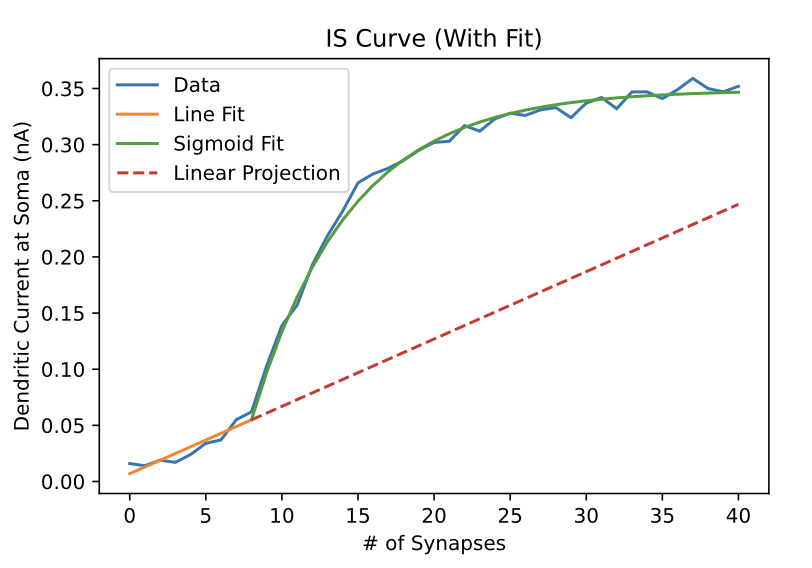 IS Curve (With Fit)
Dendritic Current at Soma (nA)
0.35
0.30
0.25
0.20
0.15
0.10
0.05
0.00
Data
Line Fit
Sigmoid Fit
Linear Projection
0 5 10 15 20 25 30 35 40
# of Synapses